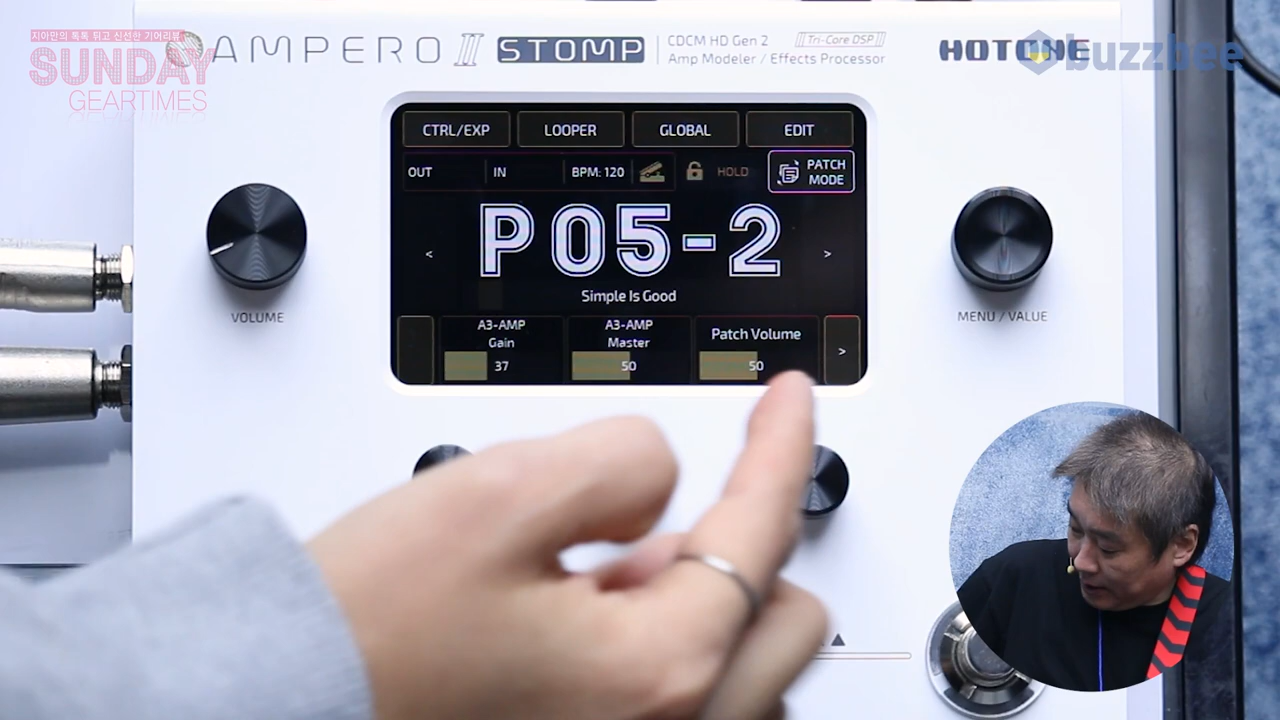 지아만의 톡톡 튀고 신선한 기어리뷰
SUNDAY
GEARTIMES
AMPERO II STOMP
CDCM HD Gen 2
Tri-Core DSP
Amp Modeler / Effects Processor
HOTONE
buzzbee
CTRL/EXP
LOOPER
GLOBAL
EDIT
OUT
IN
BPM: 120
HOLD
PATCH
MODE
<
P05-2
>
Simple Is Good
A3-AMP
Gain
37
A3-AMP
Master
50
Patch Volume
50
>
VOLUME
MENU / VALUE